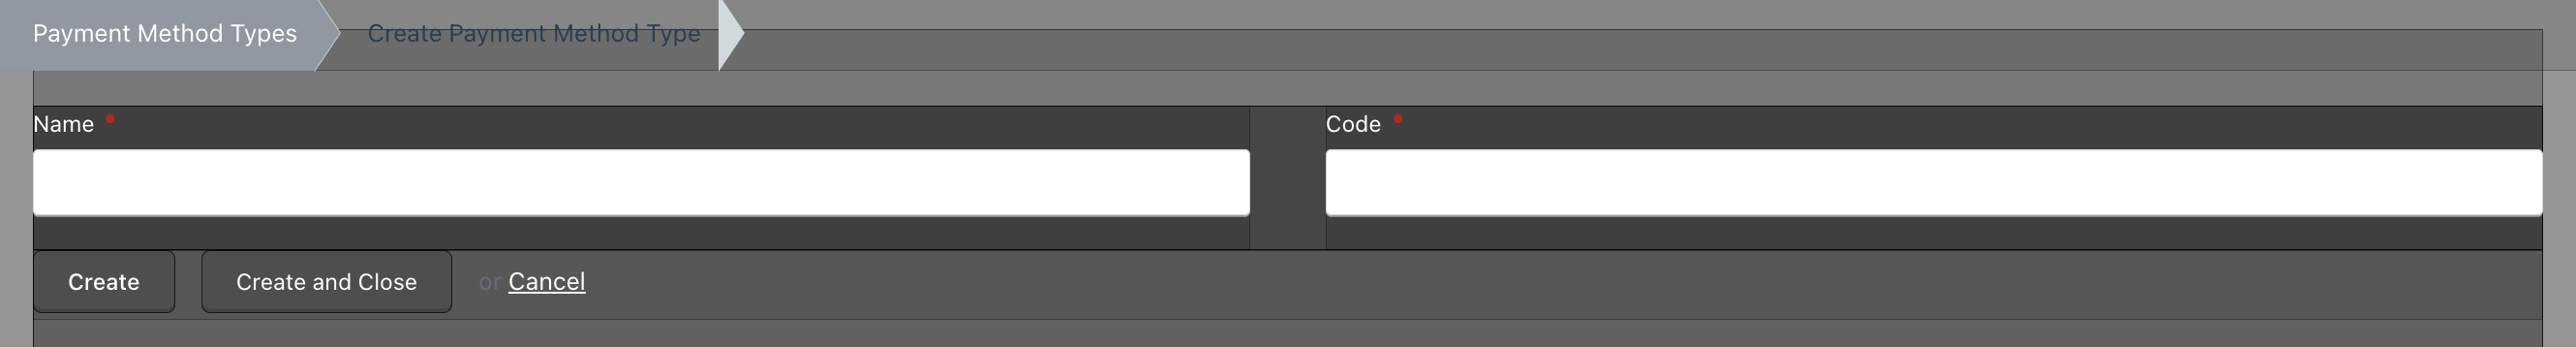 Payment Method Types
Create Payment Method Type
Name
Code
Create
Create and Close
or Cancel